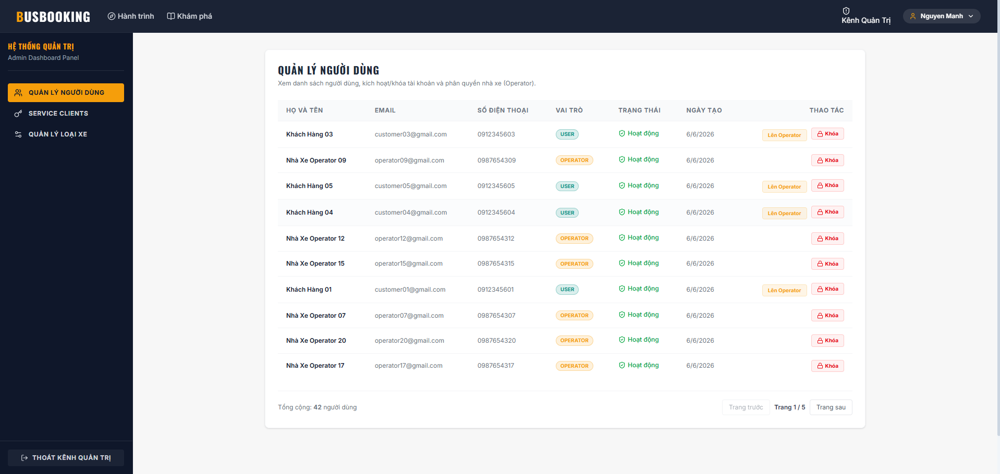 BUSBOOKING
Hành trình
Khám phá
Kênh Quản Trị
Nguyen Manh
HỆ THỐNG QUẢN TRỊ
Admin Dashboard Panel
QUẢN LÝ NGƯỜI DÙNG
SERVICE CLIENTS
QUẢN LÝ LOẠI XE
THOÁT KÊNH QUẢN TRỊ
QUẢN LÝ NGƯỜI DÙNG
Xem danh sách người dùng, kích hoạt/khóa tài khoản và phân quyền nhà xe (Operator).
HỌ VÀ TÊN EMAIL SỐ ĐIỆN THOẠI VAI TRÒ TRẠNG THÁI NGÀY TẠO THAO TÁC
Khách Hàng 03 customer03@gmail.com 0912345603 USER Hoạt động 6/6/2026 Lên Operator Khóa
Nhà Xe Operator 09 operator09@gmail.com 0987654309 OPERATOR Hoạt động 6/6/2026 Khóa
Khách Hàng 05 customer05@gmail.com 0912345605 USER Hoạt động 6/6/2026 Lên Operator Khóa
Khách Hàng 04 customer04@gmail.com 0912345604 USER Hoạt động 6/6/2026 Lên Operator Khóa
Nhà Xe Operator 12 operator12@gmail.com 0987654312 OPERATOR Hoạt động 6/6/2026 Khóa
Nhà Xe Operator 15 operator15@gmail.com 0987654315 OPERATOR Hoạt động 6/6/2026 Khóa
Khách Hàng 01 customer01@gmail.com 0912345601 USER Hoạt động 6/6/2026 Lên Operator Khóa
Nhà Xe Operator 07 operator07@gmail.com 0987654307 OPERATOR Hoạt động 6/6/2026 Khóa
Nhà Xe Operator 20 operator20@gmail.com 0987654320 OPERATOR Hoạt động 6/6/2026 Khóa
Nhà Xe Operator 17 operator17@gmail.com 0987654317 OPERATOR Hoạt động 6/6/2026 Khóa
Tổng cộng: 42 người dùng
Trang trước Trang 1 / 5 Trang sau